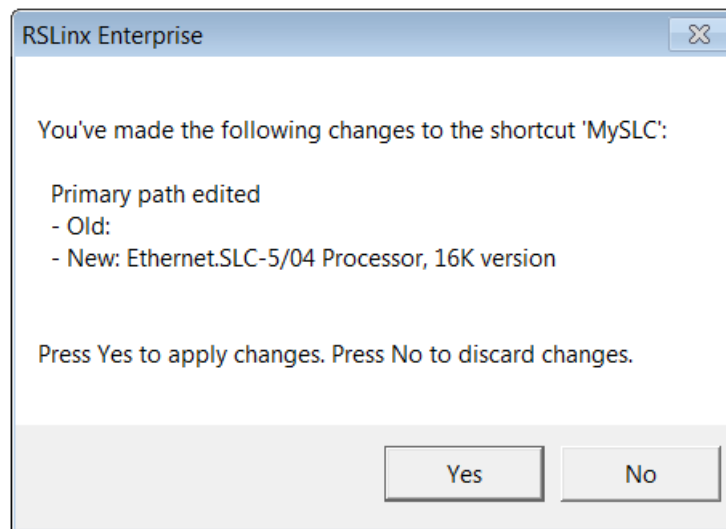 RSLinx Enterprise
You've made the following changes to the shortcut 'MySLC':
Primary path edited
- Old:
- New: Ethernet.SLC-5/04 Processor, 16K version
Press Yes to apply changes. Press No to discard changes.
Yes
No